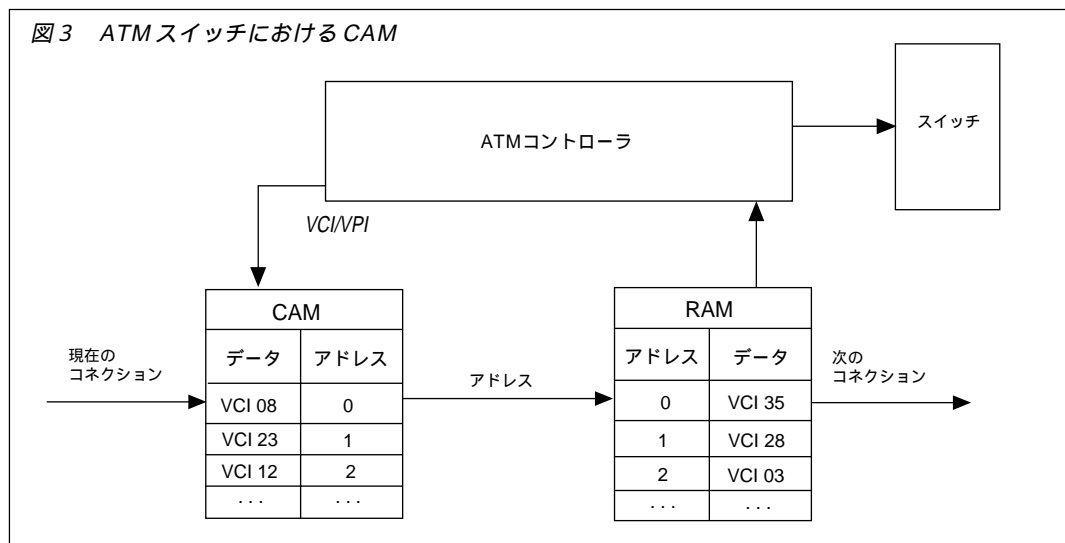 図3 ATMスイッチにおけるCAM
スイッチ
ATMコントローラ
VCI/VPI
CAM
データ アドレス
VCI 08 0
VCI 23 1
VCI 12 2
... ...
現在の
コネクション
アドレス
RAM
アドレス データ
0 VCI 35
1 VCI 28
2 VCI 03
... ...
次の
コネクション